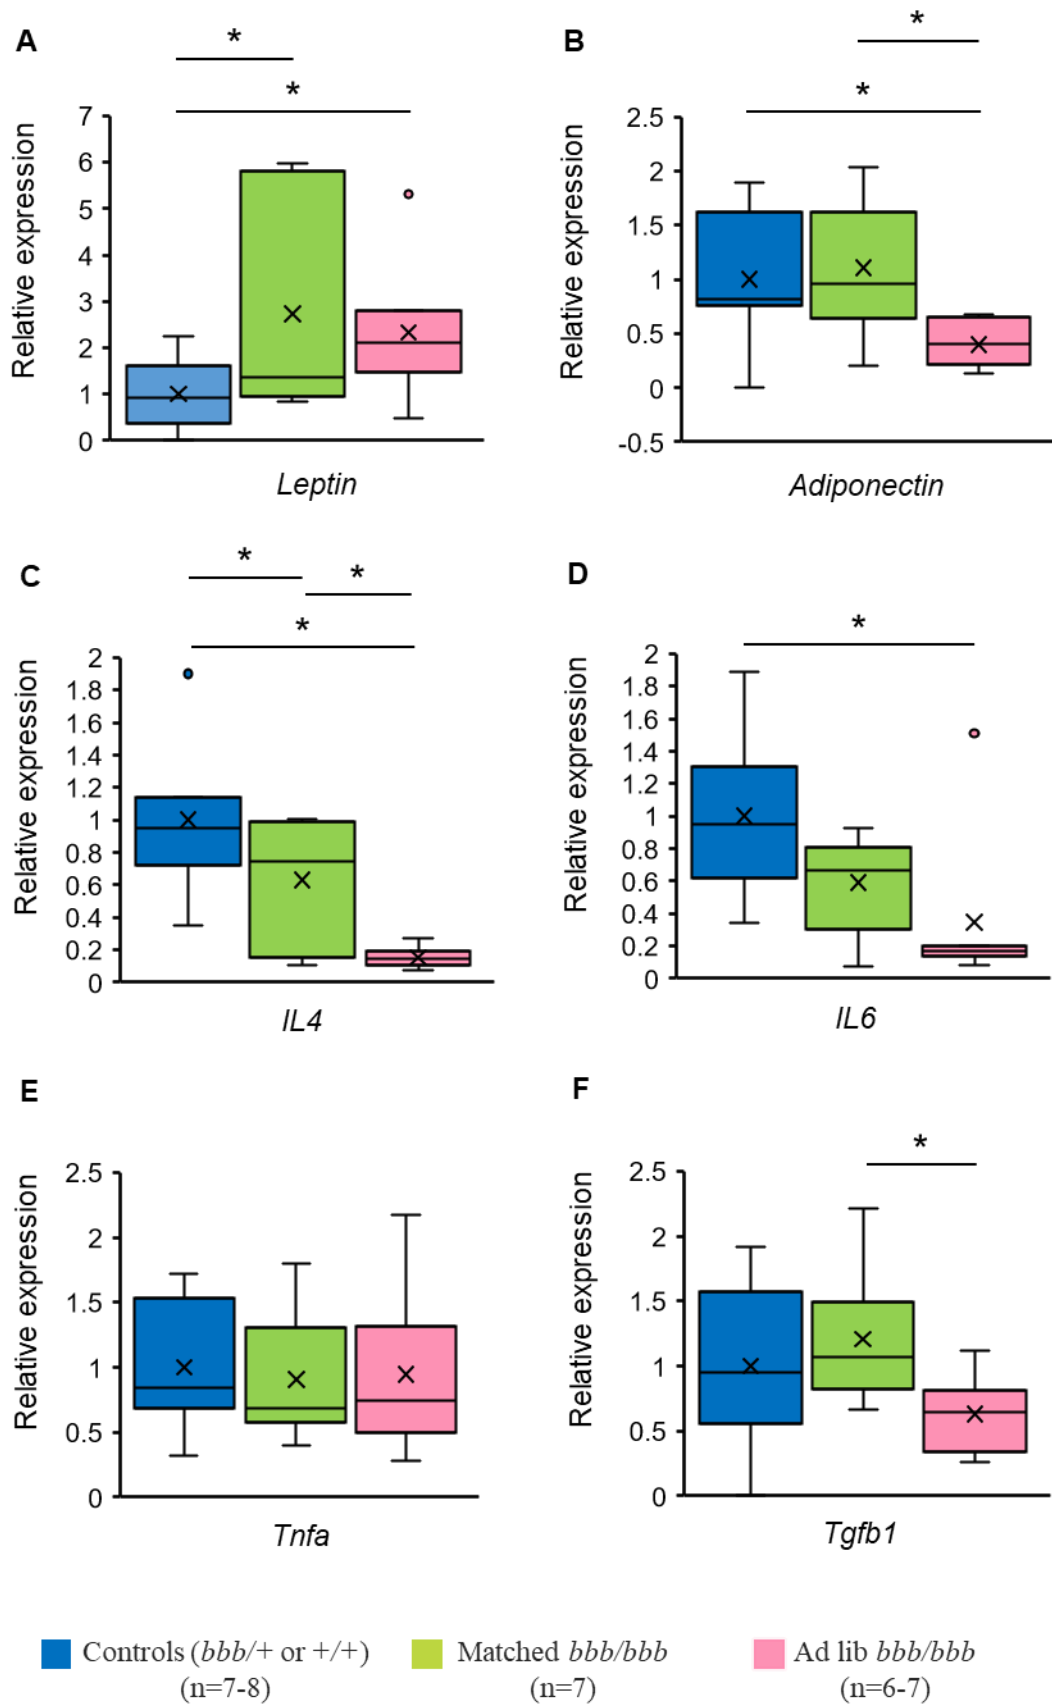 A
*
*
Relative expression
7
6
5
4
3
2
1
0
Leptin
B
*
*
Relative expression
2.5
2
1.5
1
0.5
0
-0.5
Adiponectin
C
*
*
*
Relative expression
2
1.8
1.6
1.4
1.2
1
0.8
0.6
0.4
0.2
0
IL4
D
*
Relative expression
2
1.8
1.6
1.4
1.2
1
0.8
0.6
0.4
0.2
0
IL6
E
Relative expression
2.5
2
1.5
1
0.5
0
Tnfa
F
*
Relative expression
2.5
2
1.5
1
0.5
0
Tgfb1
Controls (bbb/+ or +/+)
(n=7-8)
Matched bbb/bbb
(n=7)
Ad lib bbb/bbb
(n=6-7)